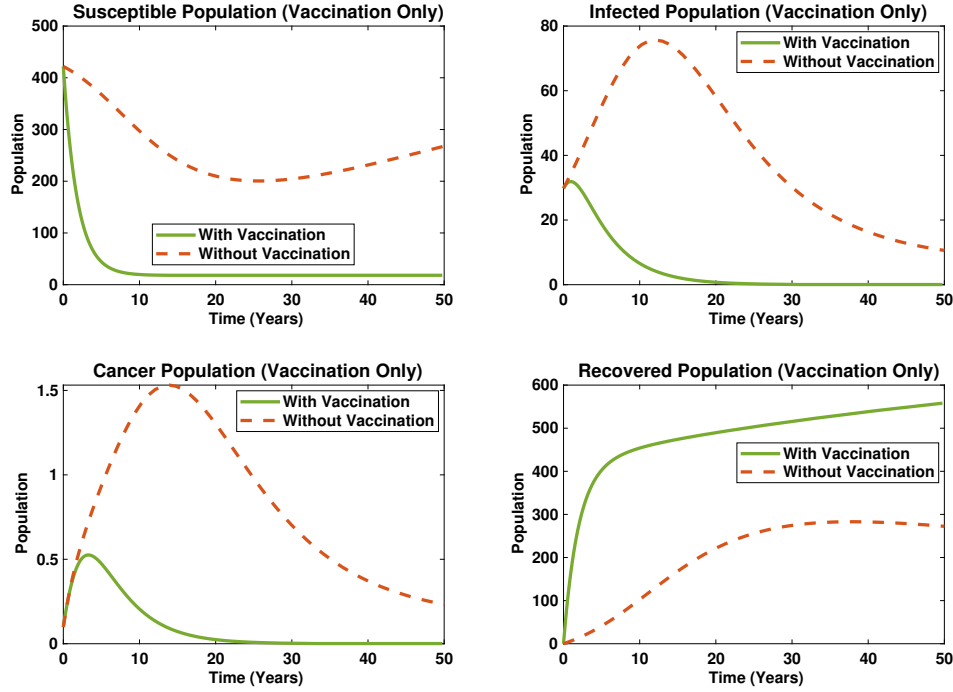 Susceptible Population (Vaccination Only)
500
400
300
200
100
0
Population
With Vaccination
Without Vaccination
0 10 20 30 40 50
Time (Years)
Infected Population (Vaccination Only)
80
60
40
20
0
Population
With Vaccination
Without Vaccination
0 10 20 30 40 50
Time (Years)
Cancer Population (Vaccination Only)
1.5
1
0.5
0
Population
With Vaccination
Without Vaccination
0 10 20 30 40 50
Time (Years)
Recovered Population (Vaccination Only)
600
500
400
300
200
100
0
Population
With Vaccination
Without Vaccination
0 10 20 30 40 50
Time (Years)